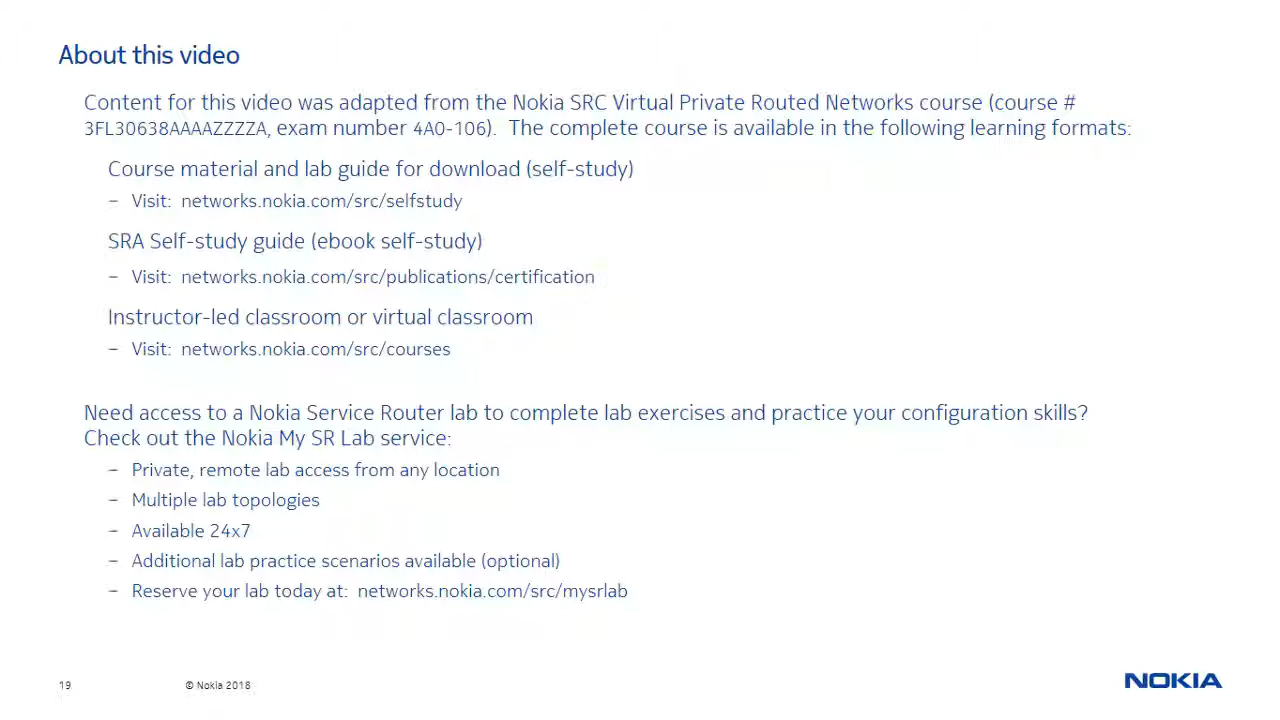 About this video
Content for this video was adapted from the Nokia SRC Virtual Private Routed Networks course (course #
3FL30638AAAAZZZZA, exam number 4A0-106).  The complete course is available in the following learning formats:
Course material and lab guide for download (self-study)
– Visit:  networks.nokia.com/src/selfstudy
SRA Self-study guide (ebook self-study)
– Visit:  networks.nokia.com/src/publications/certification
Instructor-led classroom or virtual classroom
– Visit:  networks.nokia.com/src/courses
Need access to a Nokia Service Router lab to complete lab exercises and practice your configuration skills?
Check out the Nokia My SR Lab service:
– Private, remote lab access from any location
– Multiple lab topologies
– Available 24x7
– Additional lab practice scenarios available (optional)
– Reserve your lab today at:  networks.nokia.com/src/mysrlab
19
© Nokia 2018
NOKIA